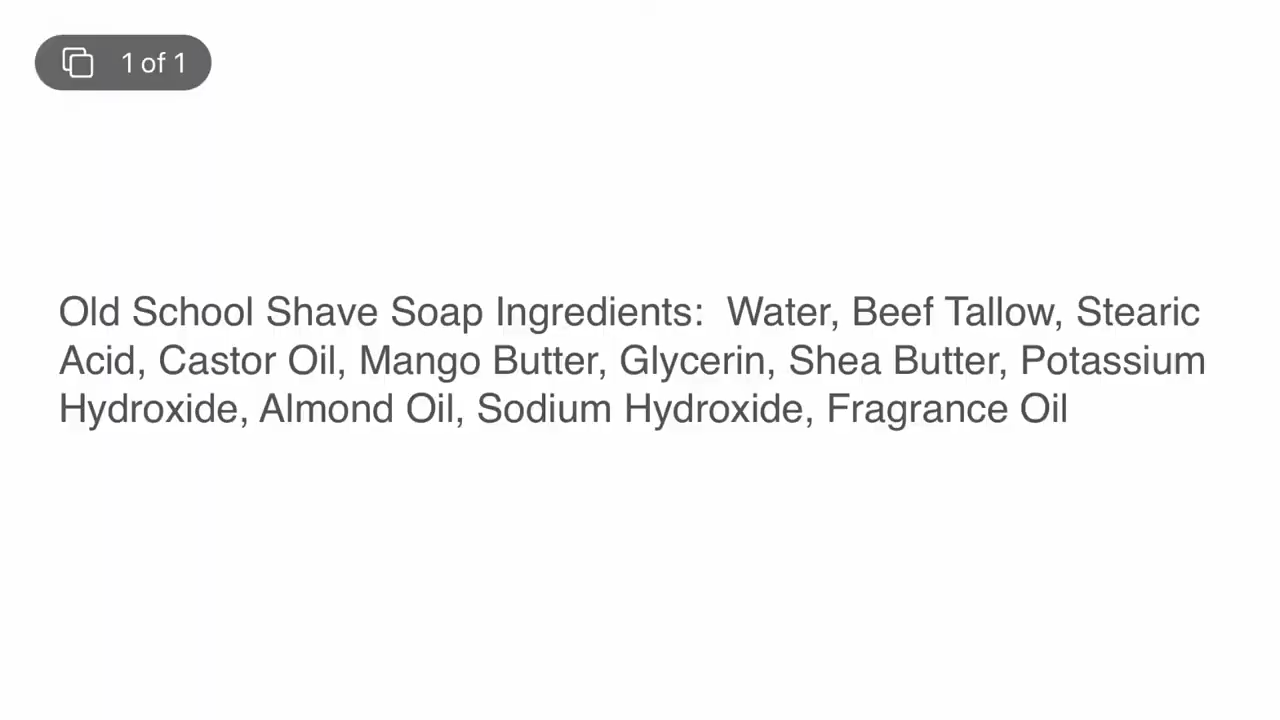 1 of 1
Old School Shave Soap Ingredients:  Water, Beef Tallow, Stearic
Acid, Castor Oil, Mango Butter, Glycerin, Shea Butter, Potassium
Hydroxide, Almond Oil, Sodium Hydroxide, Fragrance Oil